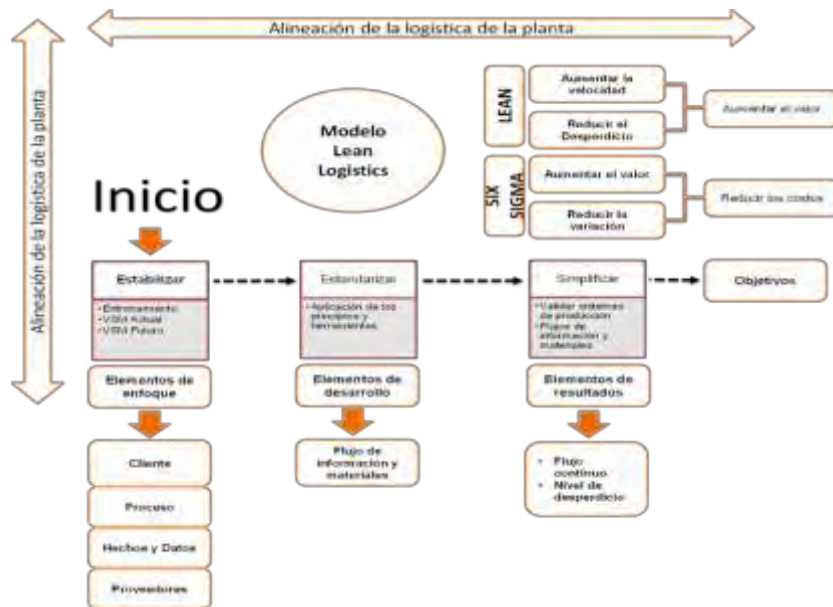 Alineación de la logistica de la planta
Alineación de la logística de la planta
Modelo
Lean
Logistics
LEAN
Aumentar la
velocidad
Reducir el
Desperdicio
Aumentar el valor
SIX
SIGMA
Aumentar el valor
Reducir la
variación
Reducir los costos
Inicio
Estabilizar
• Entrenamiento
• VSM Actual
• VSM Futuro
Estandarizar
• Aplicación de los
principios y
herramientas
Simplificar
• Validar sistemas
de producción
• Flujos de
información y
materiales
Objetivos
Elementos de
enfoque
Elementos de
desarrollo
Elementos de
resultados
Cliente
Proceso
Hechos y Datos
Proveedores
Flujo de
información y
materiales
• Flujo
continuo
• Nivel de
desperdicio